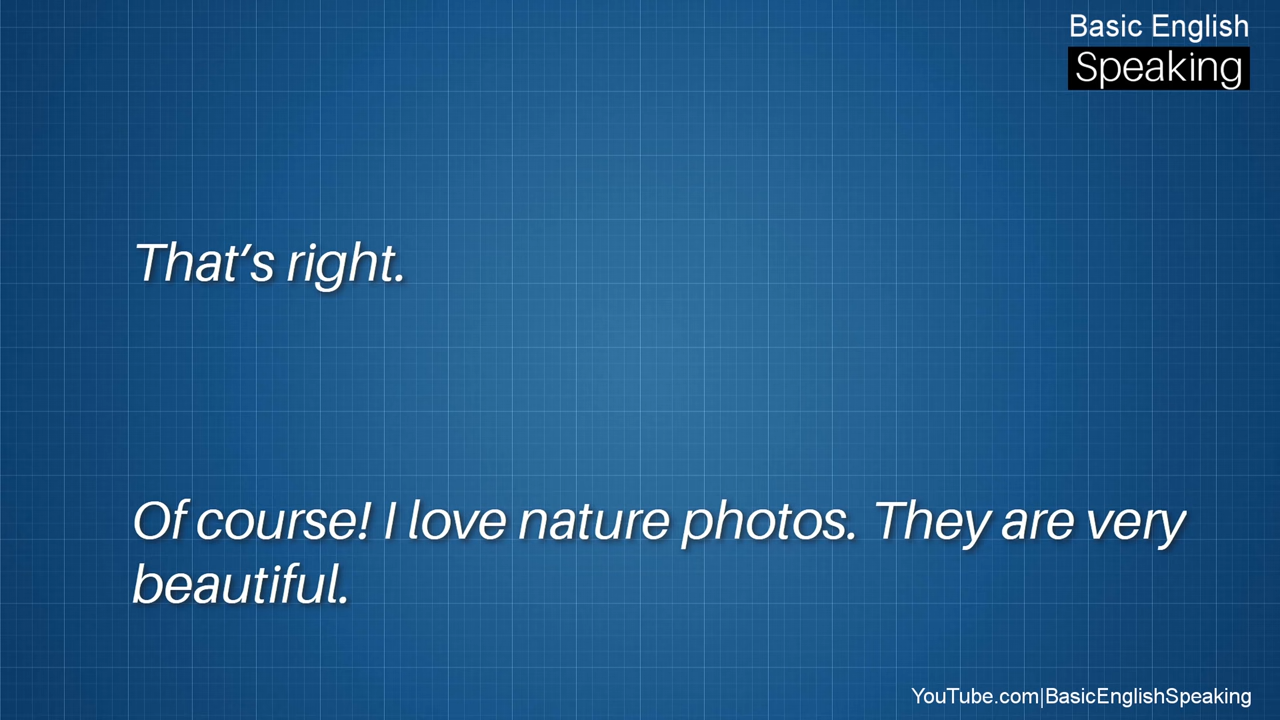 Basic English
Speaking
That’s right.
Of course! I love nature photos. They are very
beautiful.
YouTube.com|BasicEnglishSpeaking